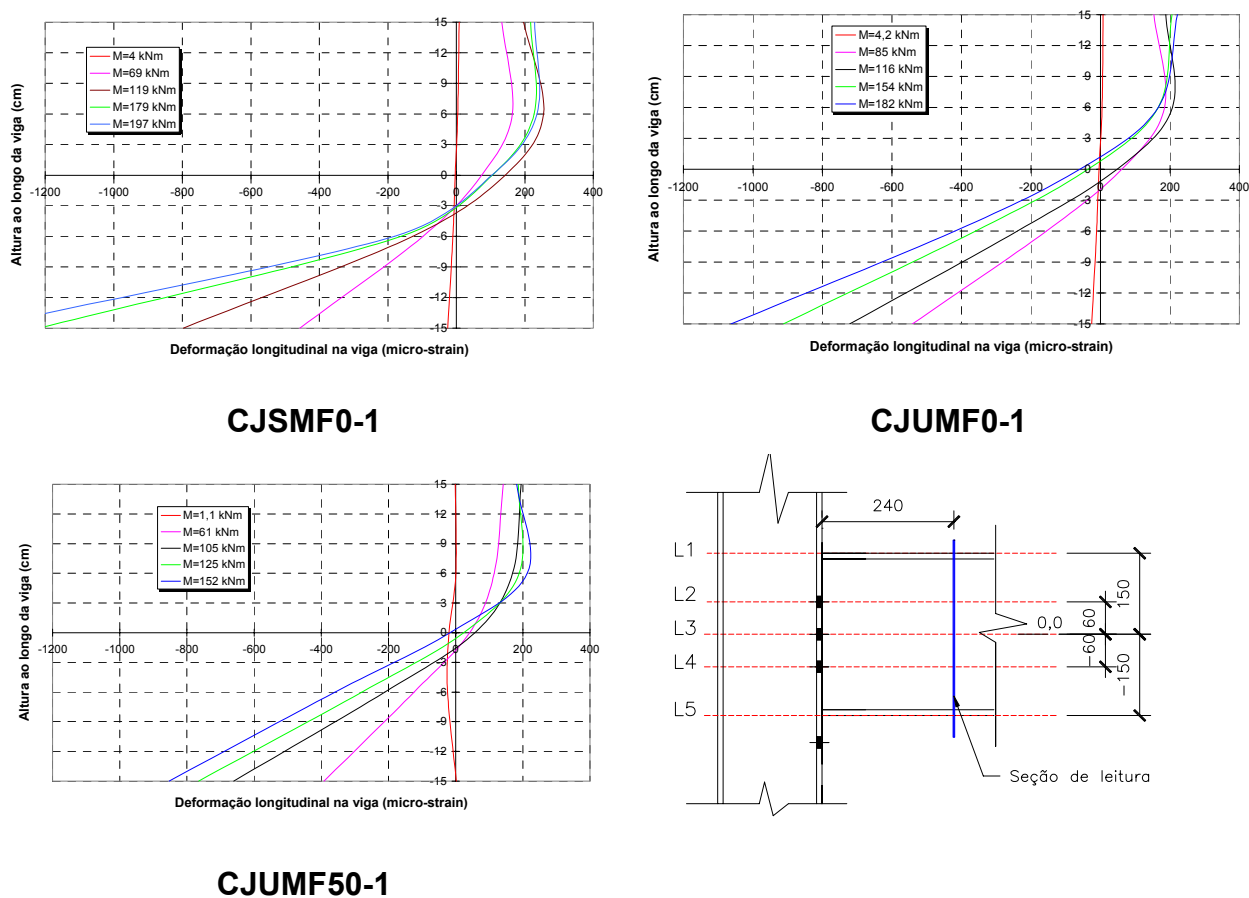 M=4 kNm
M=69 kNm
M=119 kNm
M=179 kNm
M=197 kNm
15
12
9
6
3
0
-3
-6
-9
-12
-15
-1200 -1000 -800 -600 -400 -200 0 200 400
Altura ao longo da viga (cm)
Deformação longitudinal na viga (micro-strain)
CJSMF0-1
M=4,2 kNm
M=85 kNm
M=116 kNm
M=154 kNm
M=182 kNm
15
12
9
6
3
0
-3
-6
-9
-12
-15
-1200 -1000 -800 -600 -400 -200 0 200 400
Altura ao longo da viga (cm)
Deformação longitudinal na viga (micro-strain)
CJUMF0-1
M=1,1 kNm
M=61 kNm
M=105 kNm
M=125 kNm
M=152 kNm
15
12
9
6
3
0
-3
-6
-9
-12
-15
-1200 -1000 -800 -600 -400 -200 0 200 400
Altura ao longo da viga (cm)
Deformação longitudinal na viga (micro-strain)
CJUMF50-1
240
L1
L2
L3
L4
L5
0,0
60
-60
150
-150
Seção de leitura